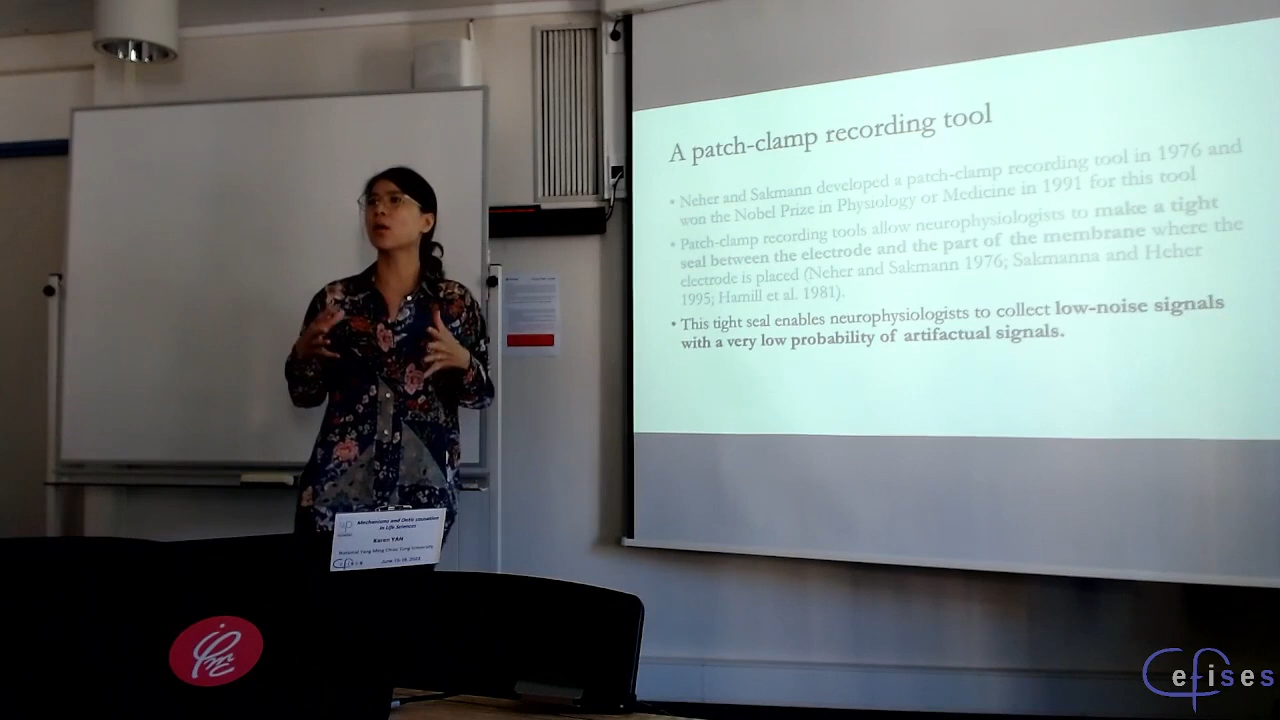 A patch-clamp recording tool
• Neher and Sakmann developed a patch-clamp recording tool in 1976 and
won the Nobel Prize in Physiology or Medicine in 1991 for this tool
• Patch-clamp recording tools allow neurophysiologists to make a tight
seal between the electrode and the part of the membrane where the
electrode is placed (Neher and Sakmann 1976; Sakmanna and Heher
1995; Hamill et al. 1981).
• This tight seal enables neurophysiologists to collect low-noise signals
with a very low probability of artifactual signals.
Mechanisms and Ontic causation
in Life Sciences
Karen YAN
National Yang Ming Chiao Tung University
Cefises
Cefises